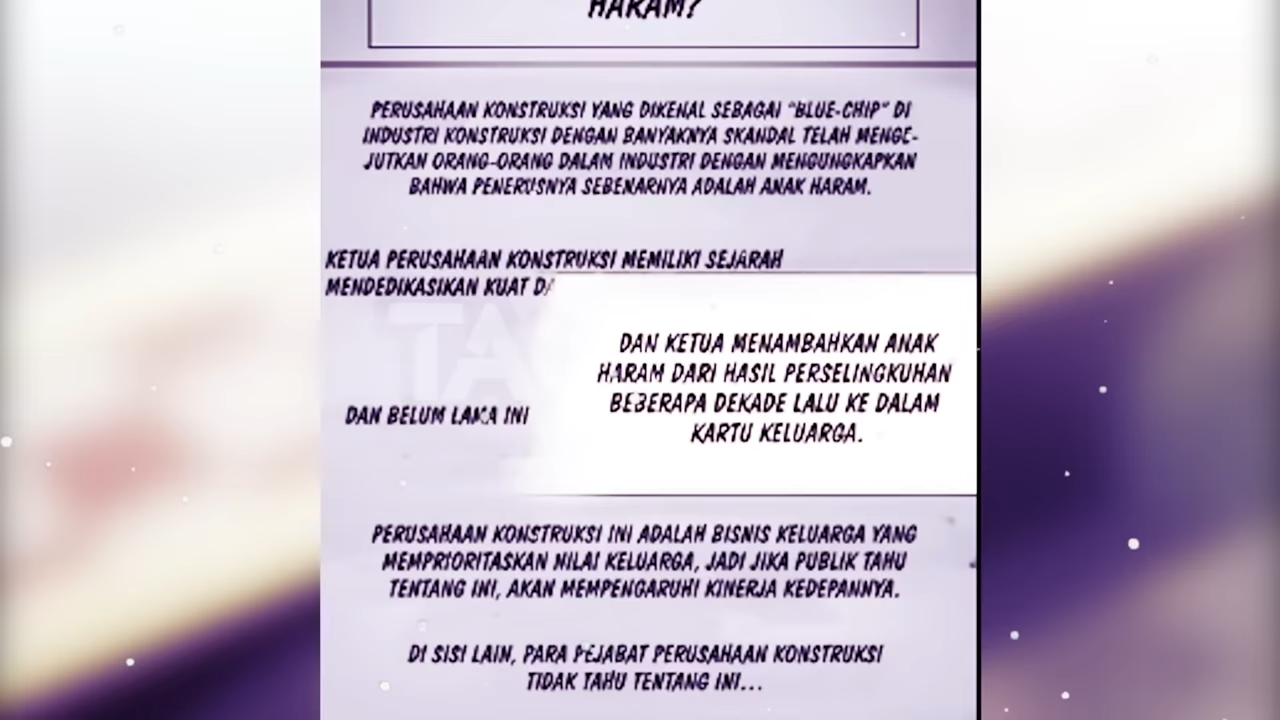 HARAM?
PERUSAHAAN KONSTRUKSI YANG DIKENAL SEBAGAI "BLUE-CHIP" DI
INDUSTRI KONSTRUKSI DENGAN BANYAKNYA SKANDAL TELAH MENGE-
JUTKAN ORANG-ORANG DALAM INDUSTRI DENGAN MENGUNGKAPKAN
BAHWA PENERUSNYA SEBENARNYA ADALAH ANAK HARAM.
KETUA PERUSAHAAN KONSTRUKSI MEMILIKI SEJARAH
MENDEDIKASIKAN KUAT DA
DAN BELUM LAMA INI
DAN KETUA MENAMBAHKAN ANAK
HARAM DARI HASIL PERSELINGKUHAN
BEBERAPA DEKADE LALU KE DALAM
KARTU KELUARGA.
PERUSAHAAN KONSTRUKSI INI ADALAH BISNIS KELUARGA YANG
MEMPRIORITASKAN NILAI KELUARGA, JADI JIKA PUBLIK TAHU
TENTANG INI, AKAN MEMPENGARUHI KINERJA KEDEPANNYA.
DI SISI LAIN, PARA PEJABAT PERUSAHAAN KONSTRUKSI
TIDAK TAHU TENTANG INI...